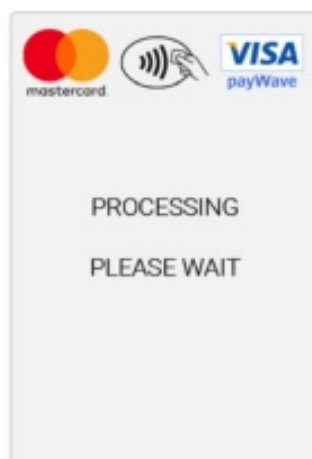 mastercard
VISA
payWave
PROCESSING
PLEASE WAIT